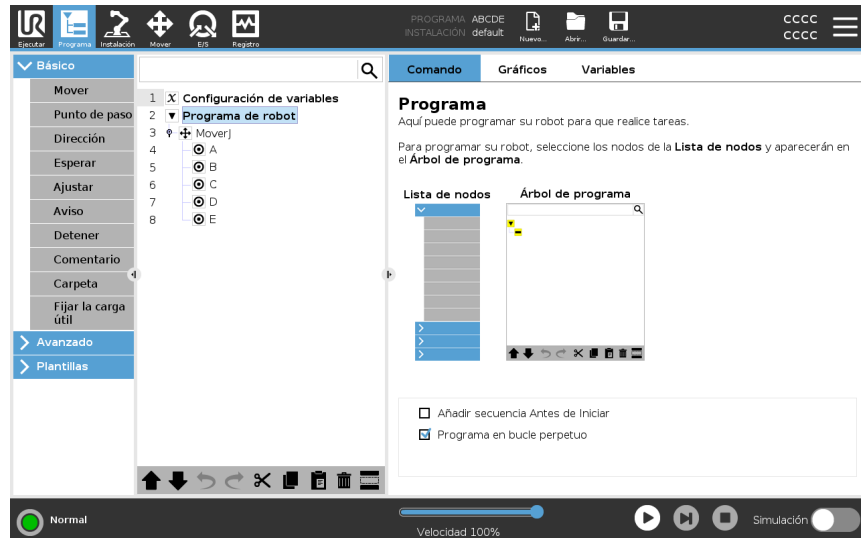 UR
PROGRAMA ABCDE
INSTALACIÓN default
cccc
cccc
Ejecutar Programa Instalación Mover E/S Registro
Nuevo... Abrir... Guardar...
Básico
Mover
Punto de paso
Dirección
Esperar
Ajustar
Aviso
Detener
Comentario
Carpeta
Fijar la carga
útil
Avanzado
Plantillas
1 X Configuración de variables
2 Programa de robot
3 MoverJ
4 A
5 B
6 C
7 D
8 E
Comando Gráficos Variables
Programa
Aquí puede programar su robot para que realice tareas.
Para programar su robot, seleccione los nodos de la Lista de nodos y aparecerán en
el Árbol de programa.
Lista de nodos Árbol de programa
Añadir secuencia Antes de Iniciar
Programa en bucle perpetuo
Normal
Velocidad 100%
Simulación